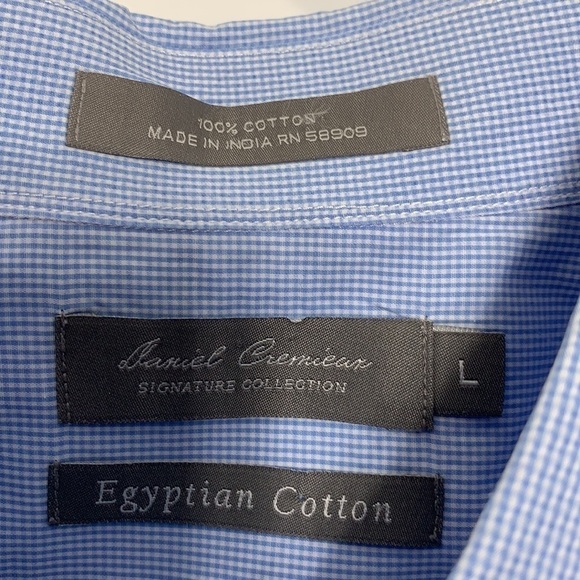 100% COTTON
MADE IN INDIA RN 58909
Daniel Cremieux
SIGNATURE COLLECTION
L
Egyptian Cotton